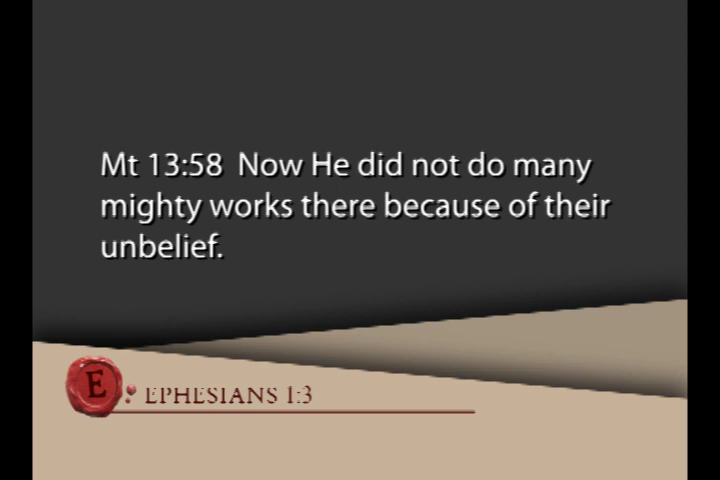 Mt 13:58  Now He did not do many
mighty works there because of their
unbelief.
E
EPHESIANS 1:3